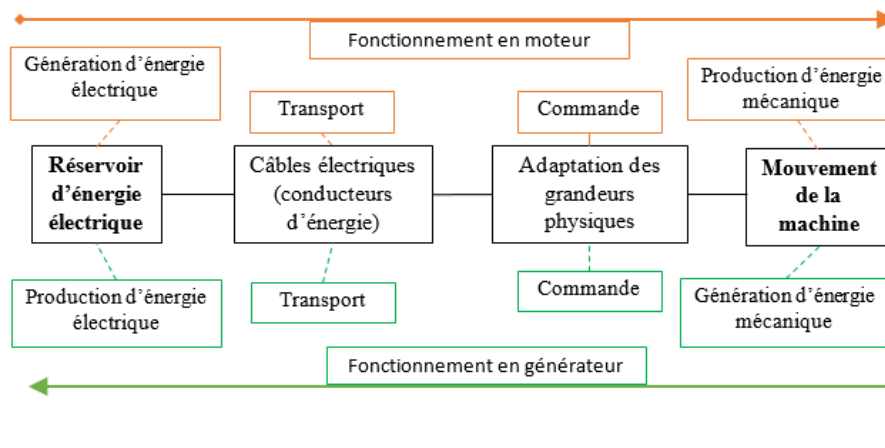 Fonctionnement en moteur
Génération d'énergie
électrique
Transport
Commande
Production d'énergie
mécanique
Réservoir
d'énergie
électrique
Câbles électriques
(conducteurs
d'énergie)
Adaptation des
grandeurs
physiques
Mouvement
de la
machine
Production d'énergie
électrique
Transport
Commande
Génération d'énergie
mécanique
Fonctionnement en générateur